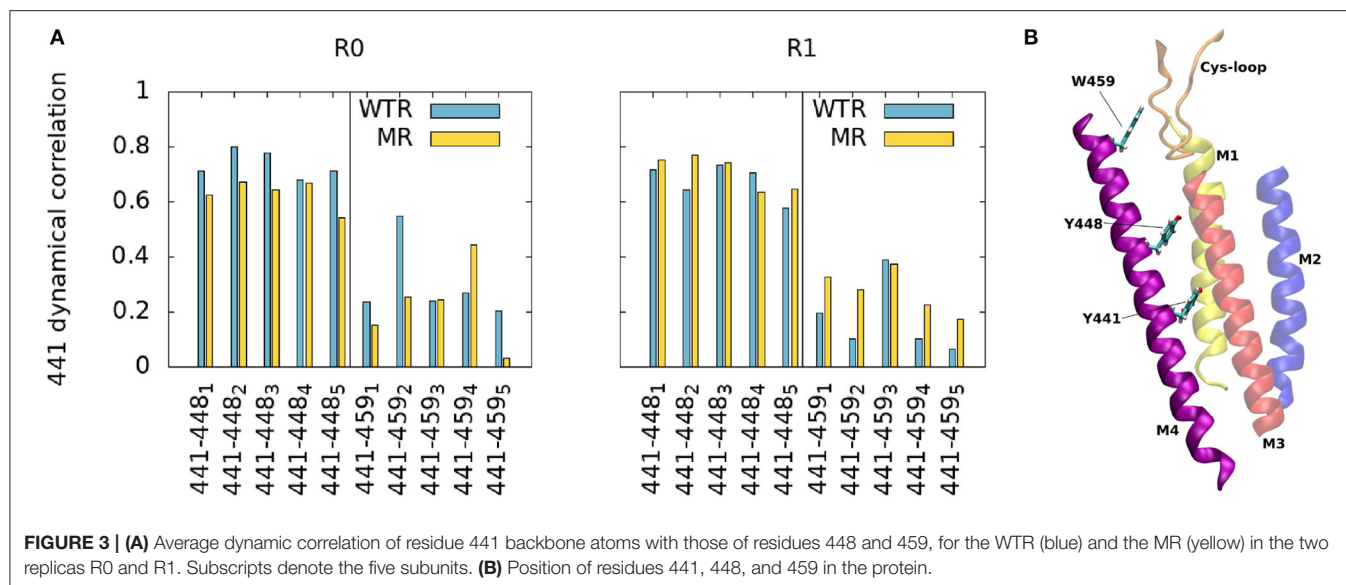 A
R0
R1
B
441 dynamical correlation
1
0.8
0.6
0.4
0.2
0
WTR
MR
WTR
MR
441-448₁
441-448₂
441-448₃
441-448₄
441-448₅
441-459₁
441-459₂
441-459₃
441-459₄
441-459₅
441-448₁
441-448₂
441-448₃
441-448₄
441-448₅
441-459₁
441-459₂
441-459₃
441-459₄
441-459₅
Cys-loop
W459
M1
Y448
M2
Y441
M4
M3
FIGURE 3 | (A) Average dynamic correlation of residue 441 backbone atoms with those of residues 448 and 459, for the WTR (blue) and the MR (yellow) in the two
replicas R0 and R1. Subscripts denote the five subunits. (B) Position of residues 441, 448, and 459 in the protein.